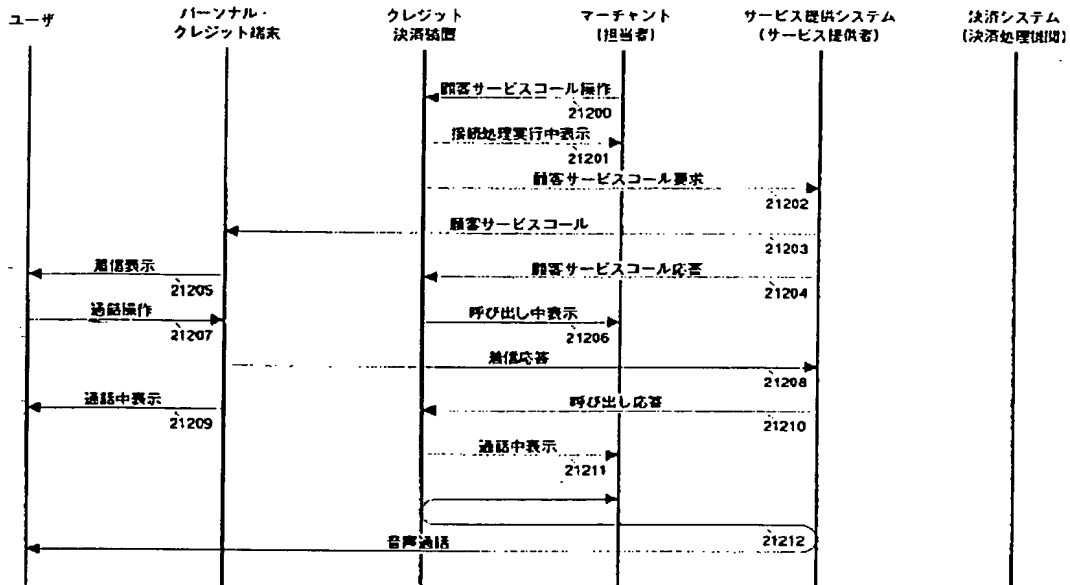 ユーザ
パーソナル・
クレジット端末
クレジット
決済装置
マーチャント
(担当者)
サービス提供システム
(サービス提供者)
決済システム
(決済処理機関)
顧客サービスコール操作
21200
接続処理実行中表示
21201
顧客サービスコール要求
21202
顧客サービスコール
21203
着信表示
21205
顧客サービスコール応答
21204
通話操作
21207
呼び出し中表示
21206
着信応答
21208
通話中表示
21209
呼び出し応答
21210
通話中表示
21211
音声通話
21212